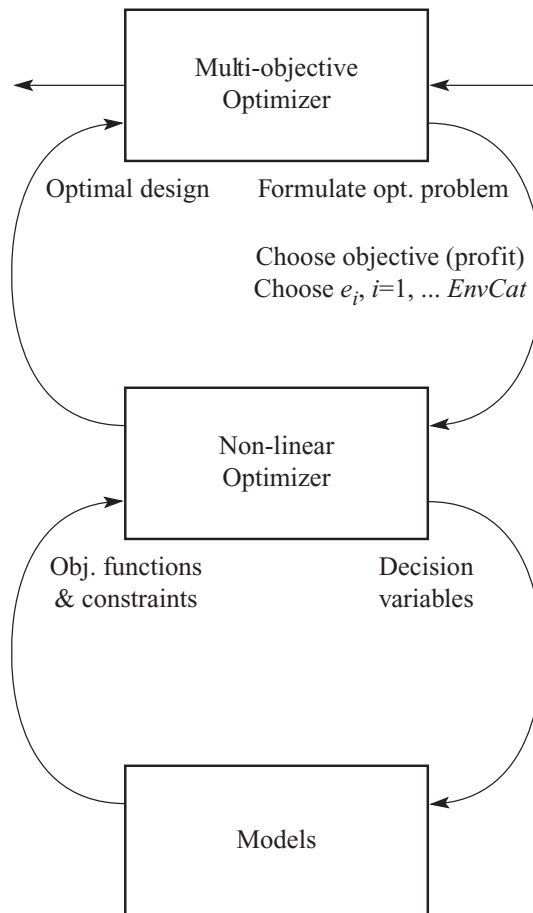 Multi-objective
Optimizer
Optimal design
Formulate opt. problem
Choose objective (profit)
Choose e_i, i=1, ... EnvCat
Non-linear
Optimizer
Obj. functions
& constraints
Decision
variables
Models